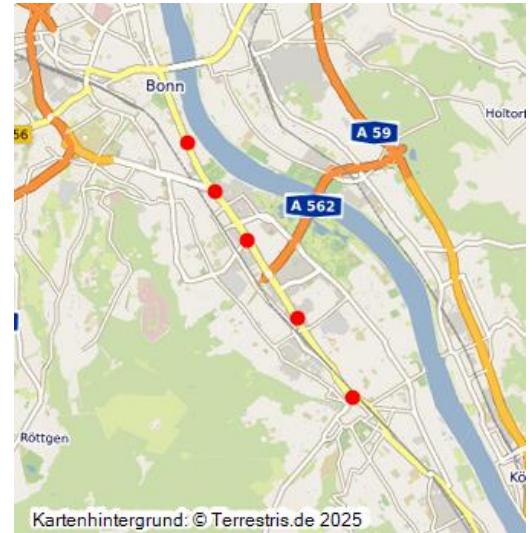 Bonn
56
Holtorf
A 59
A 562
Röttgen
Kö
Kartenhintergrund: © Terrestris.de 2025